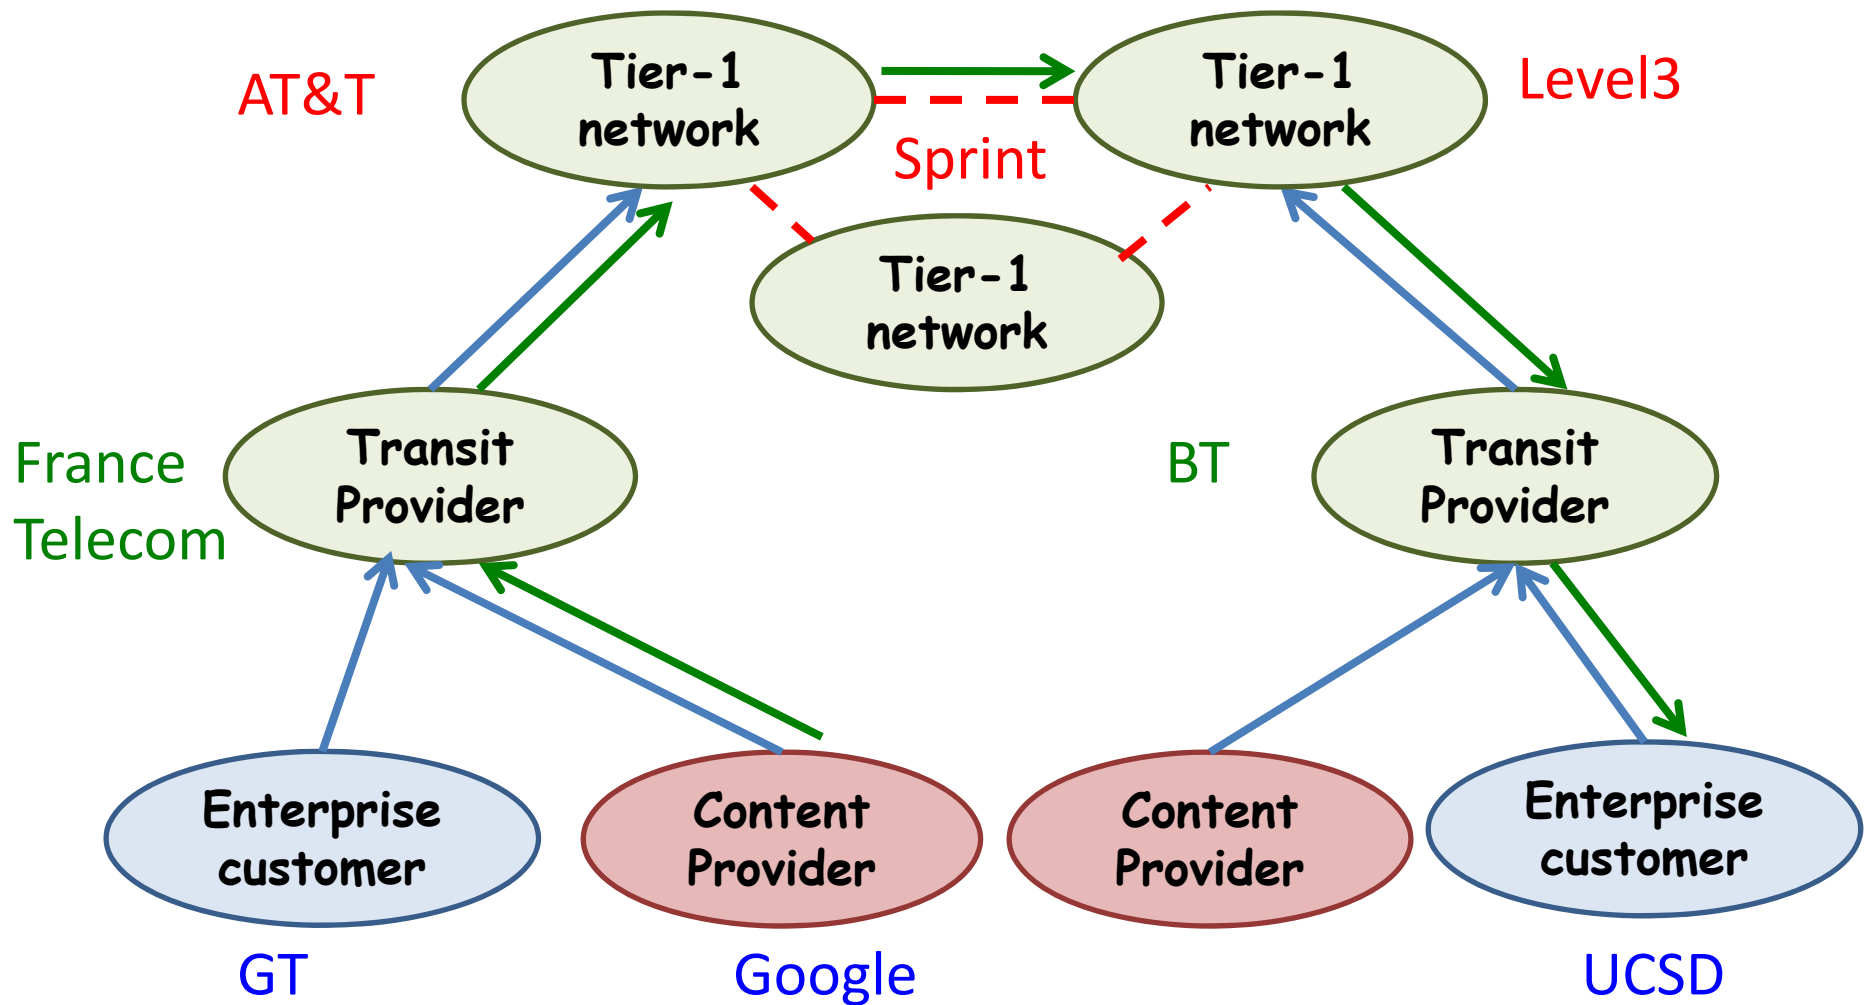 AT&T
Tier-1
network
Tier-1
network
Level3
Sprint
Tier-1
network
France
Telecom
Transit
Provider
BT
Transit
Provider
Enterprise
customer
Content
Provider
Content
Provider
Enterprise
customer
GT
Google
UCSD